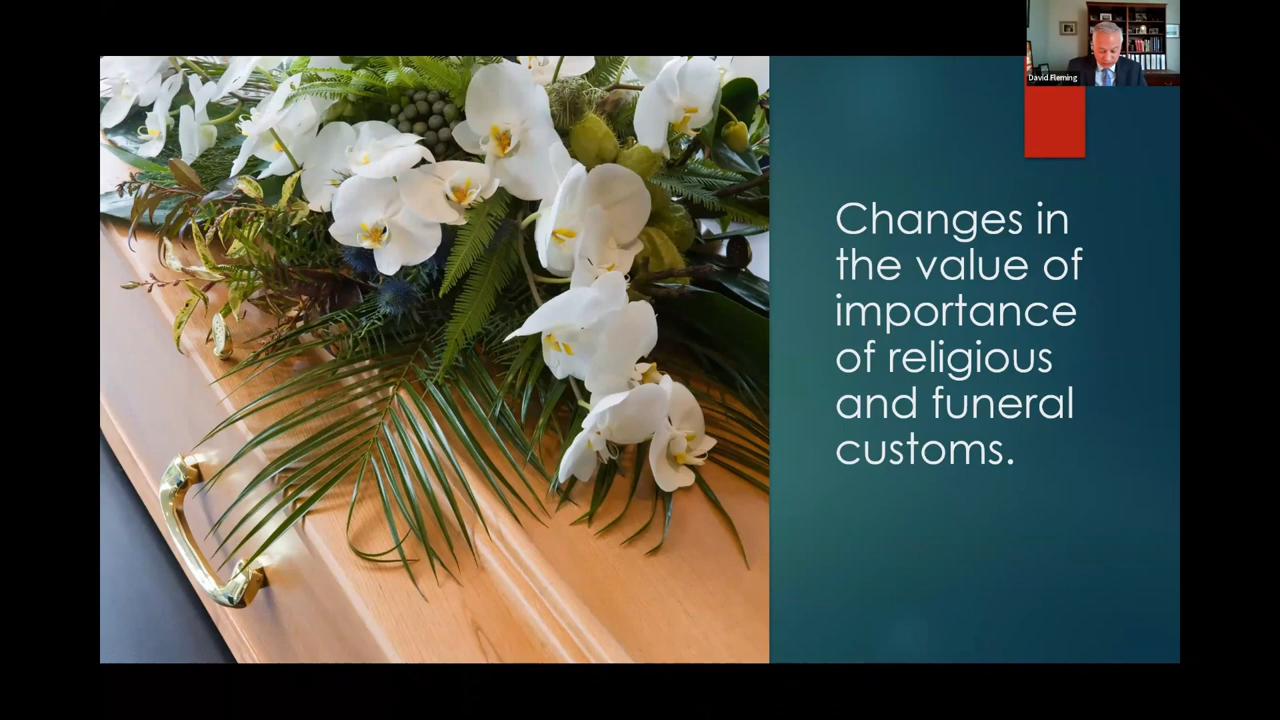 David Fleming
Changes in
the value of
importance
of religious
and funeral
customs.